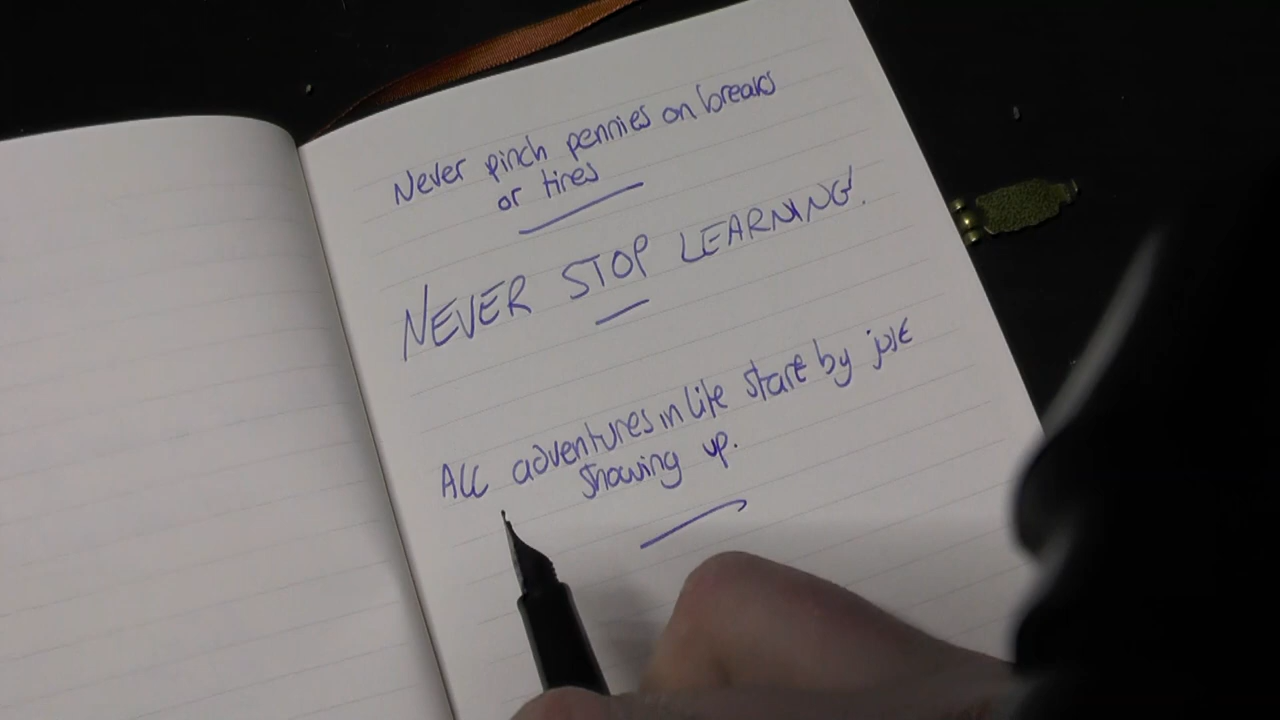 Never pinch pennies on breaks
or tires
NEVER STOP LEARNING!
All adventures in life start by just
showing up.